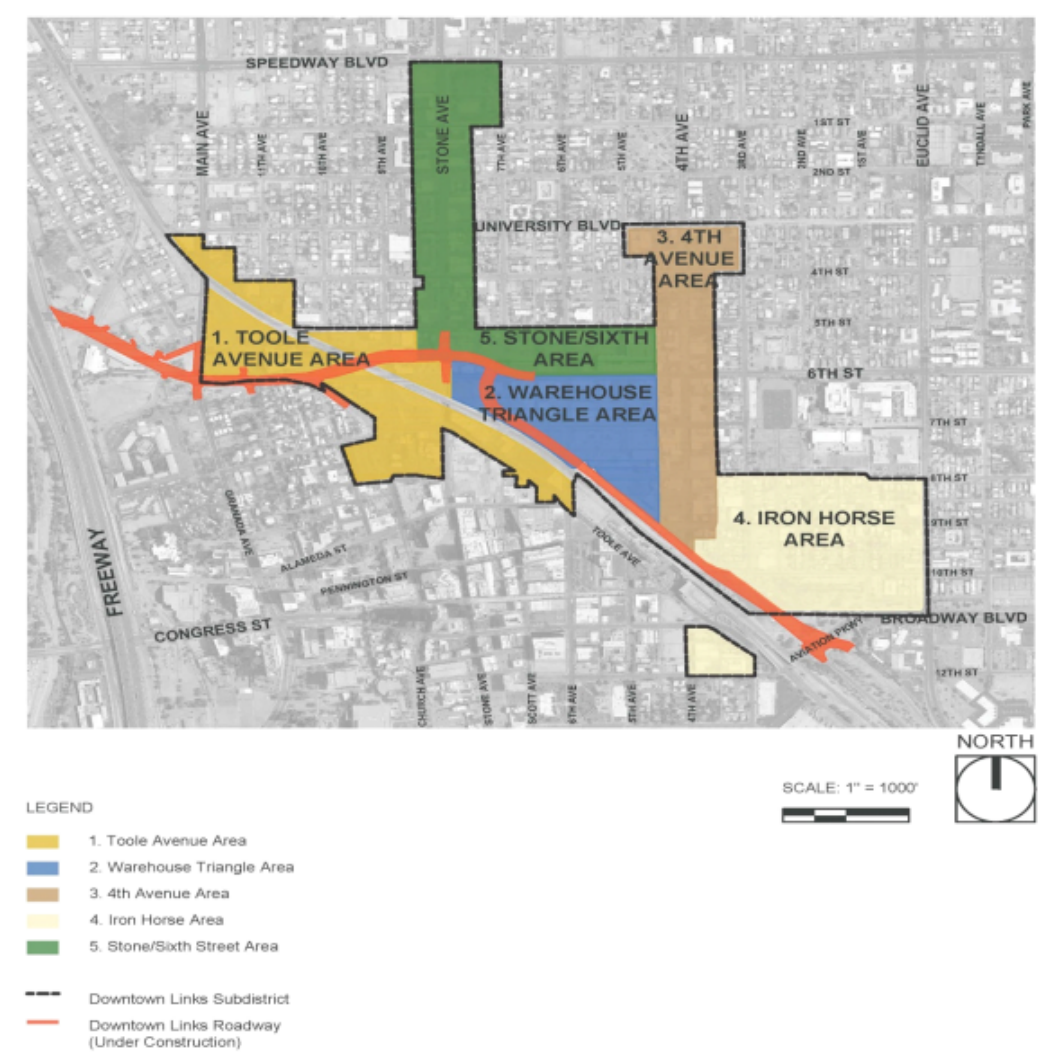 SPEEDWAY BLVD
MAIN AVE
11TH AVE
10TH AVE
9TH AVE
STONE AVE
7TH AVE
6TH AVE
5TH AVE
4TH AVE
3RD AVE
2ND AVE
1ST AVE
EUCLID AVE
TYNDALL AVE
PARK AVE
1ST ST
2ND ST
UNIVERSITY BLVD
3. 4TH
AVENUE
AREA
4TH ST
5TH ST
1. TOOLE
AVENUE AREA
5. STONE/SIXTH
AREA
6TH ST
2. WAREHOUSE
TRIANGLE AREA
7TH ST
8TH ST
4. IRON HORSE
AREA
9TH ST
10TH ST
GRANADA AVE
ALAMEDA ST
PENNINGTON ST
TOOLE AVE
FREEWAY
CONGRESS ST
BROADWAY BLVD
AVIATION PKWY
12TH ST
CHURCH AVE
STONE AVE
SCOTT AVE
6TH AVE
5TH AVE
4TH AVE
NORTH
SCALE: 1" = 1000'
LEGEND
1. Toole Avenue Area
2. Warehouse Triangle Area
3. 4th Avenue Area
4. Iron Horse Area
5. Stone/Sixth Street Area
Downtown Links Subdistrict
Downtown Links Roadway
(Under Construction)